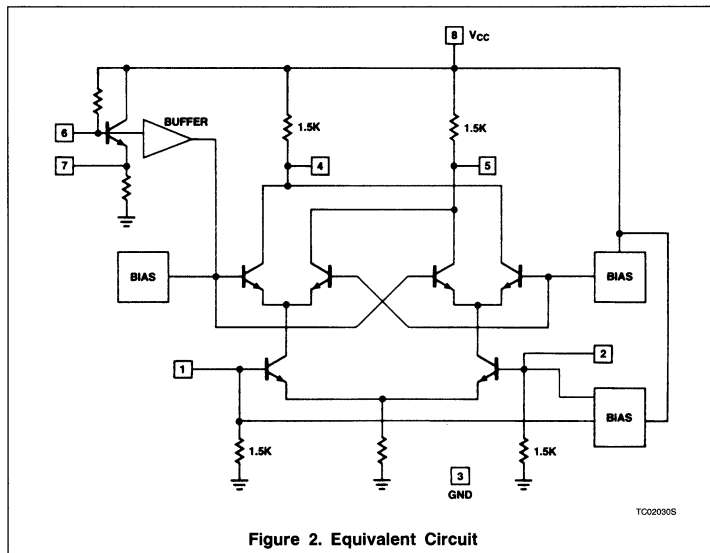 8 VCC
BUFFER
6
1.5K
1.5K
7
4
5
BIAS
BIAS
1
2
BIAS
1.5K
1.5K
3
GND
TC02030S
Figure 2. Equivalent Circuit